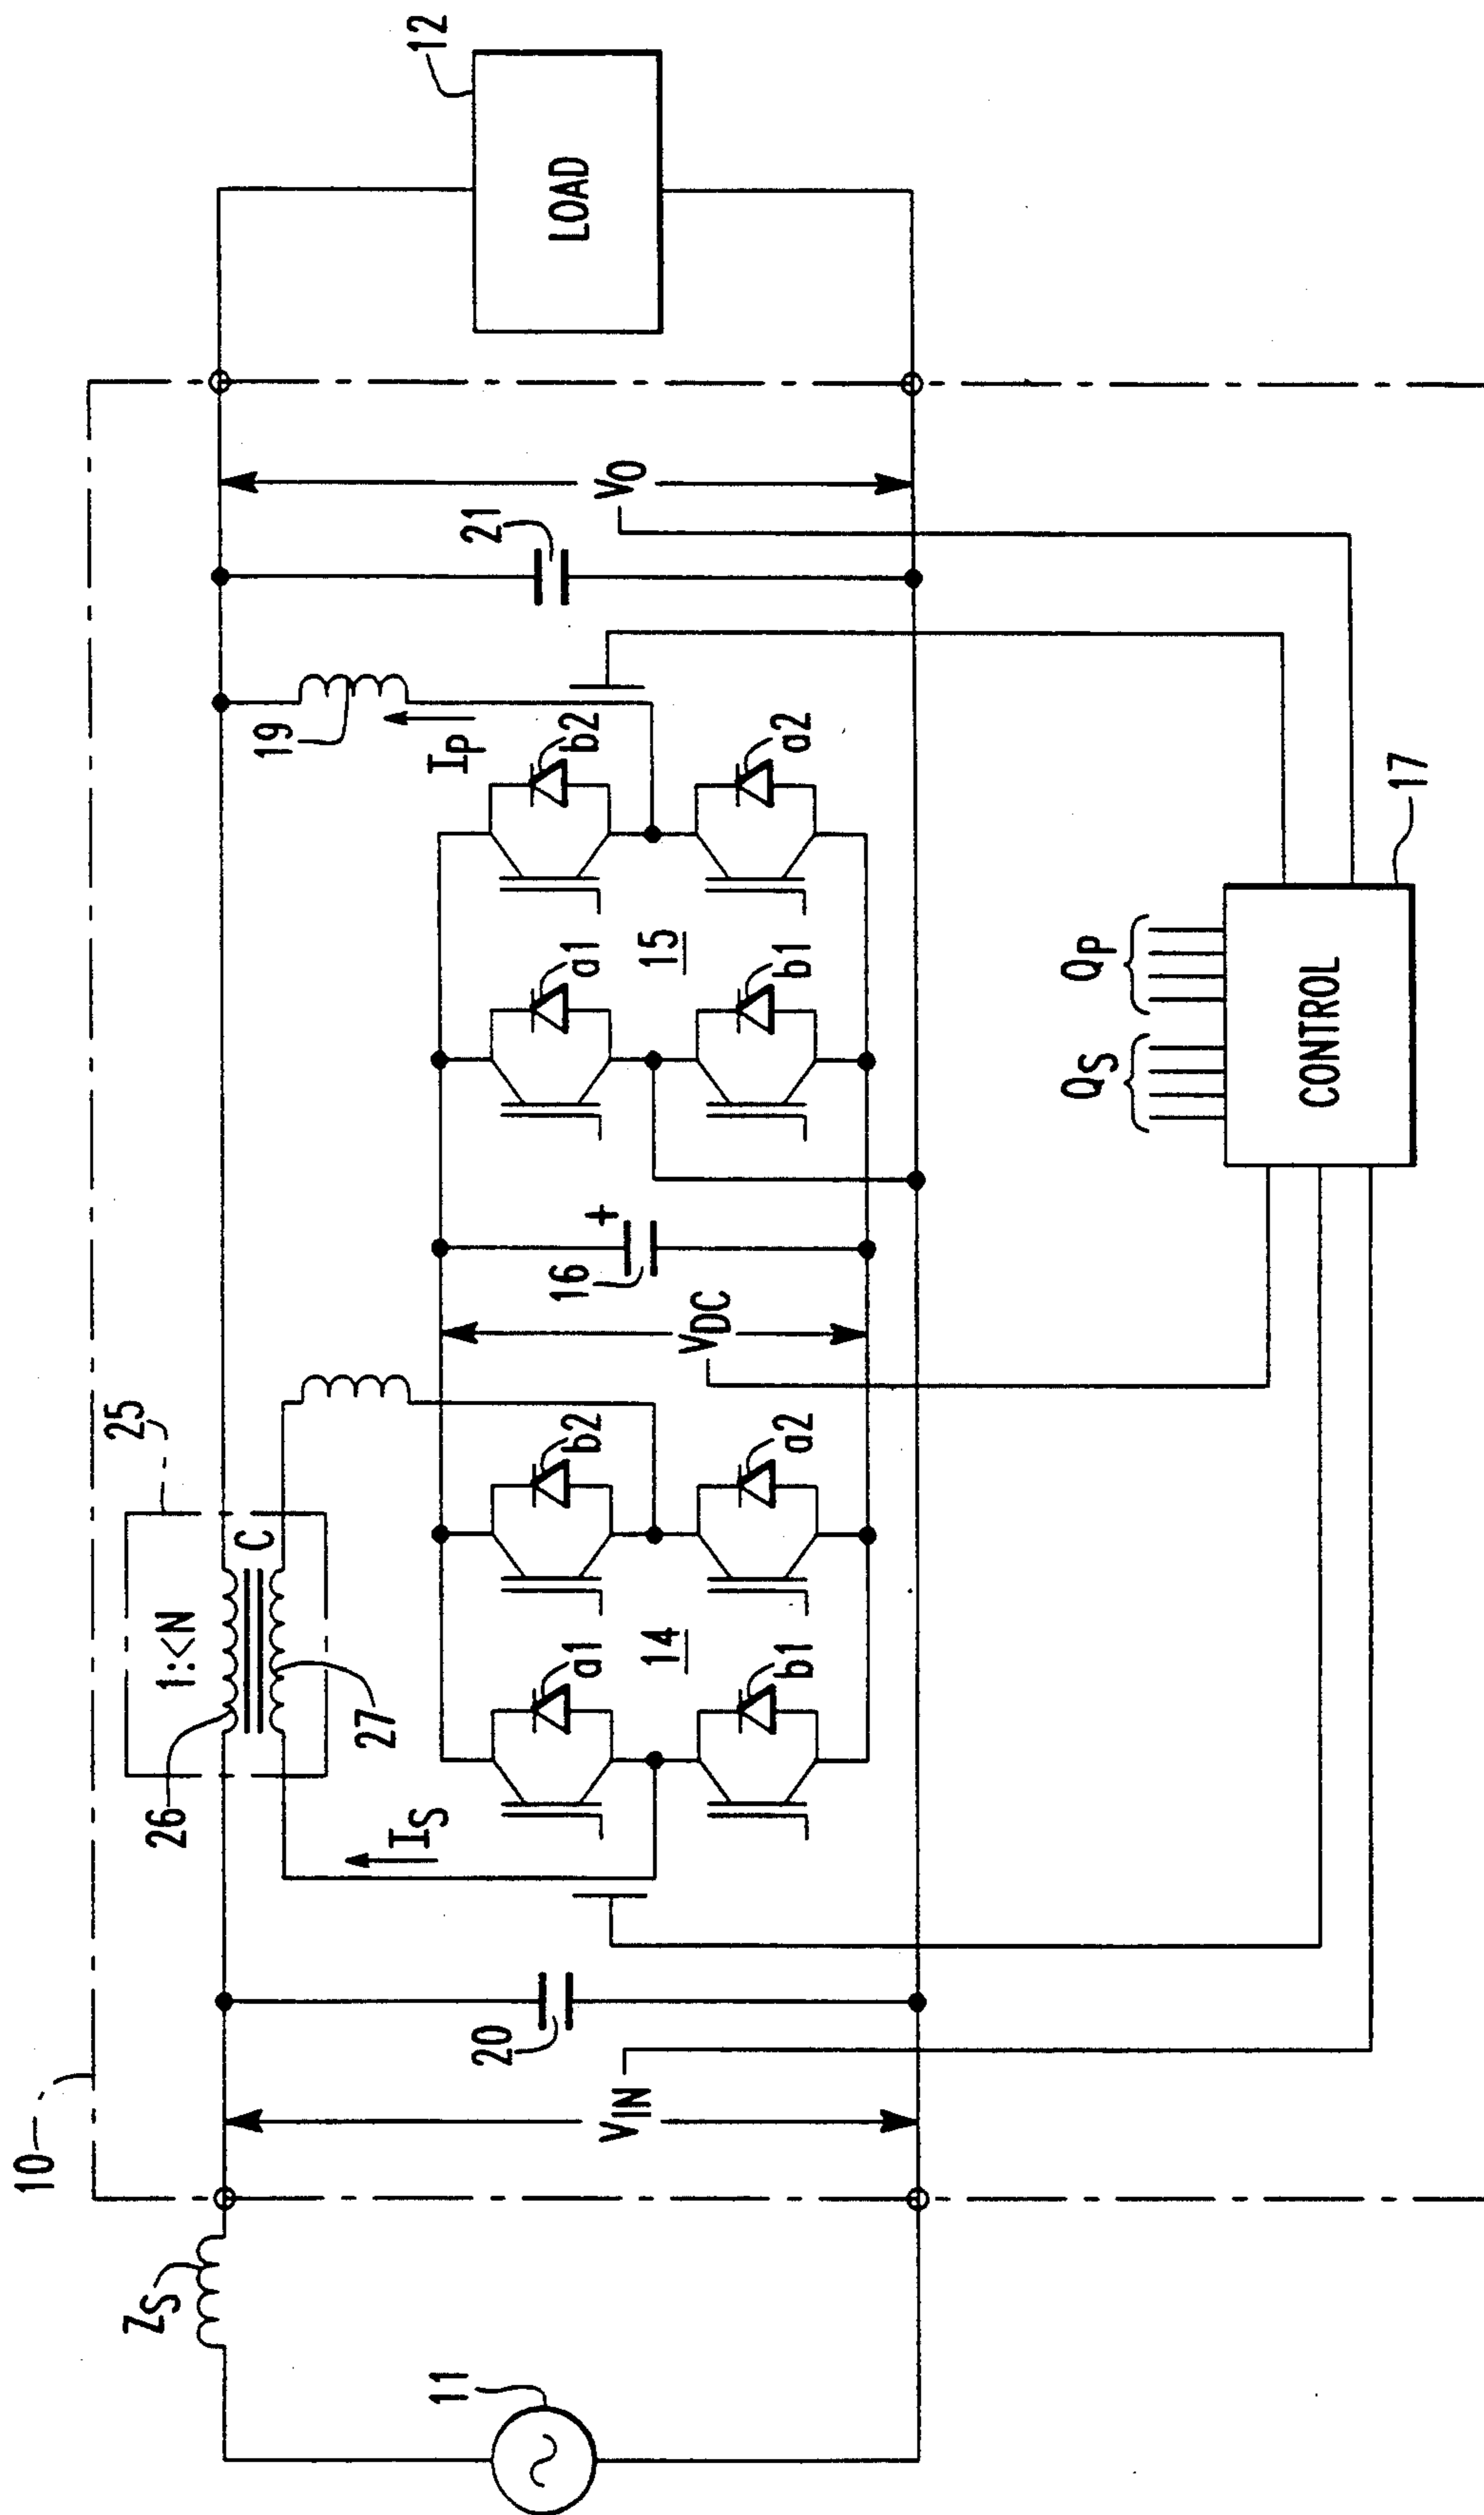 10
25
26
1:<N
C
27
IS
ZS
11
VIN
20
14
a1
b1
b2
a2
VDC
16
+
15
a1
b1
b2
a2
IP
19
21
VO
12
LOAD
QS
QP
CONTROL
17